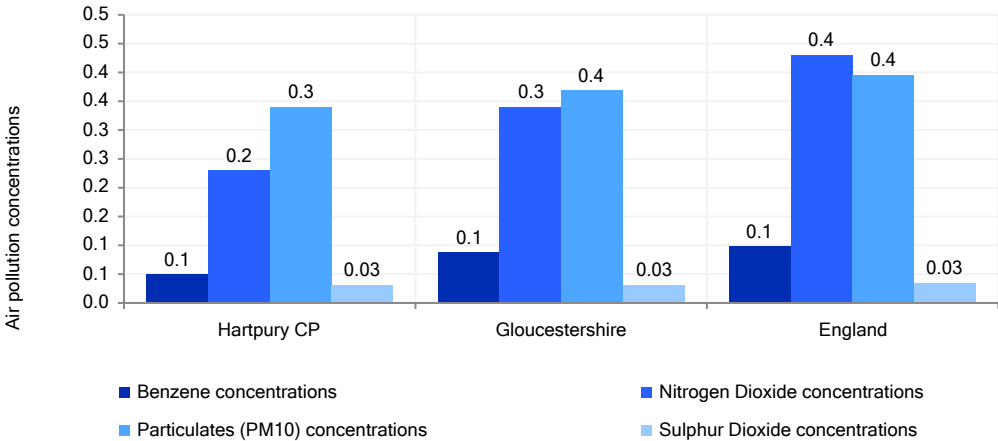 Air pollution concentrations
0.5
0.5
0.4
0.4
0.3
0.3
0.2
0.2
0.1
0.1
0.0
0.1
0.2
0.3
0.03
0.1
0.3
0.4
0.03
0.1
0.4
0.4
0.03
Hartpury CP
Gloucestershire
England
Benzene concentrations
Nitrogen Dioxide concentrations
Particulates (PM10) concentrations
Sulphur Dioxide concentrations